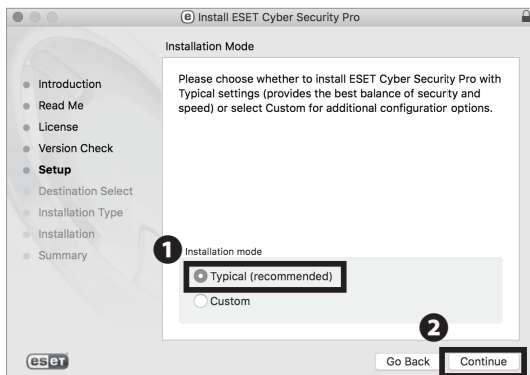 Install ESET Cyber Security Pro
Installation Mode
Introduction
Read Me
License
Version Check
Setup
Destination Select
Installation Type
Installation
Summary
Please choose whether to install ESET Cyber Security Pro with
Typical settings (provides the best balance of security and
speed) or select Custom for additional configuration options.
1
Installation mode
Typical (recommended)
Custom
2
eset
Go Back
Continue